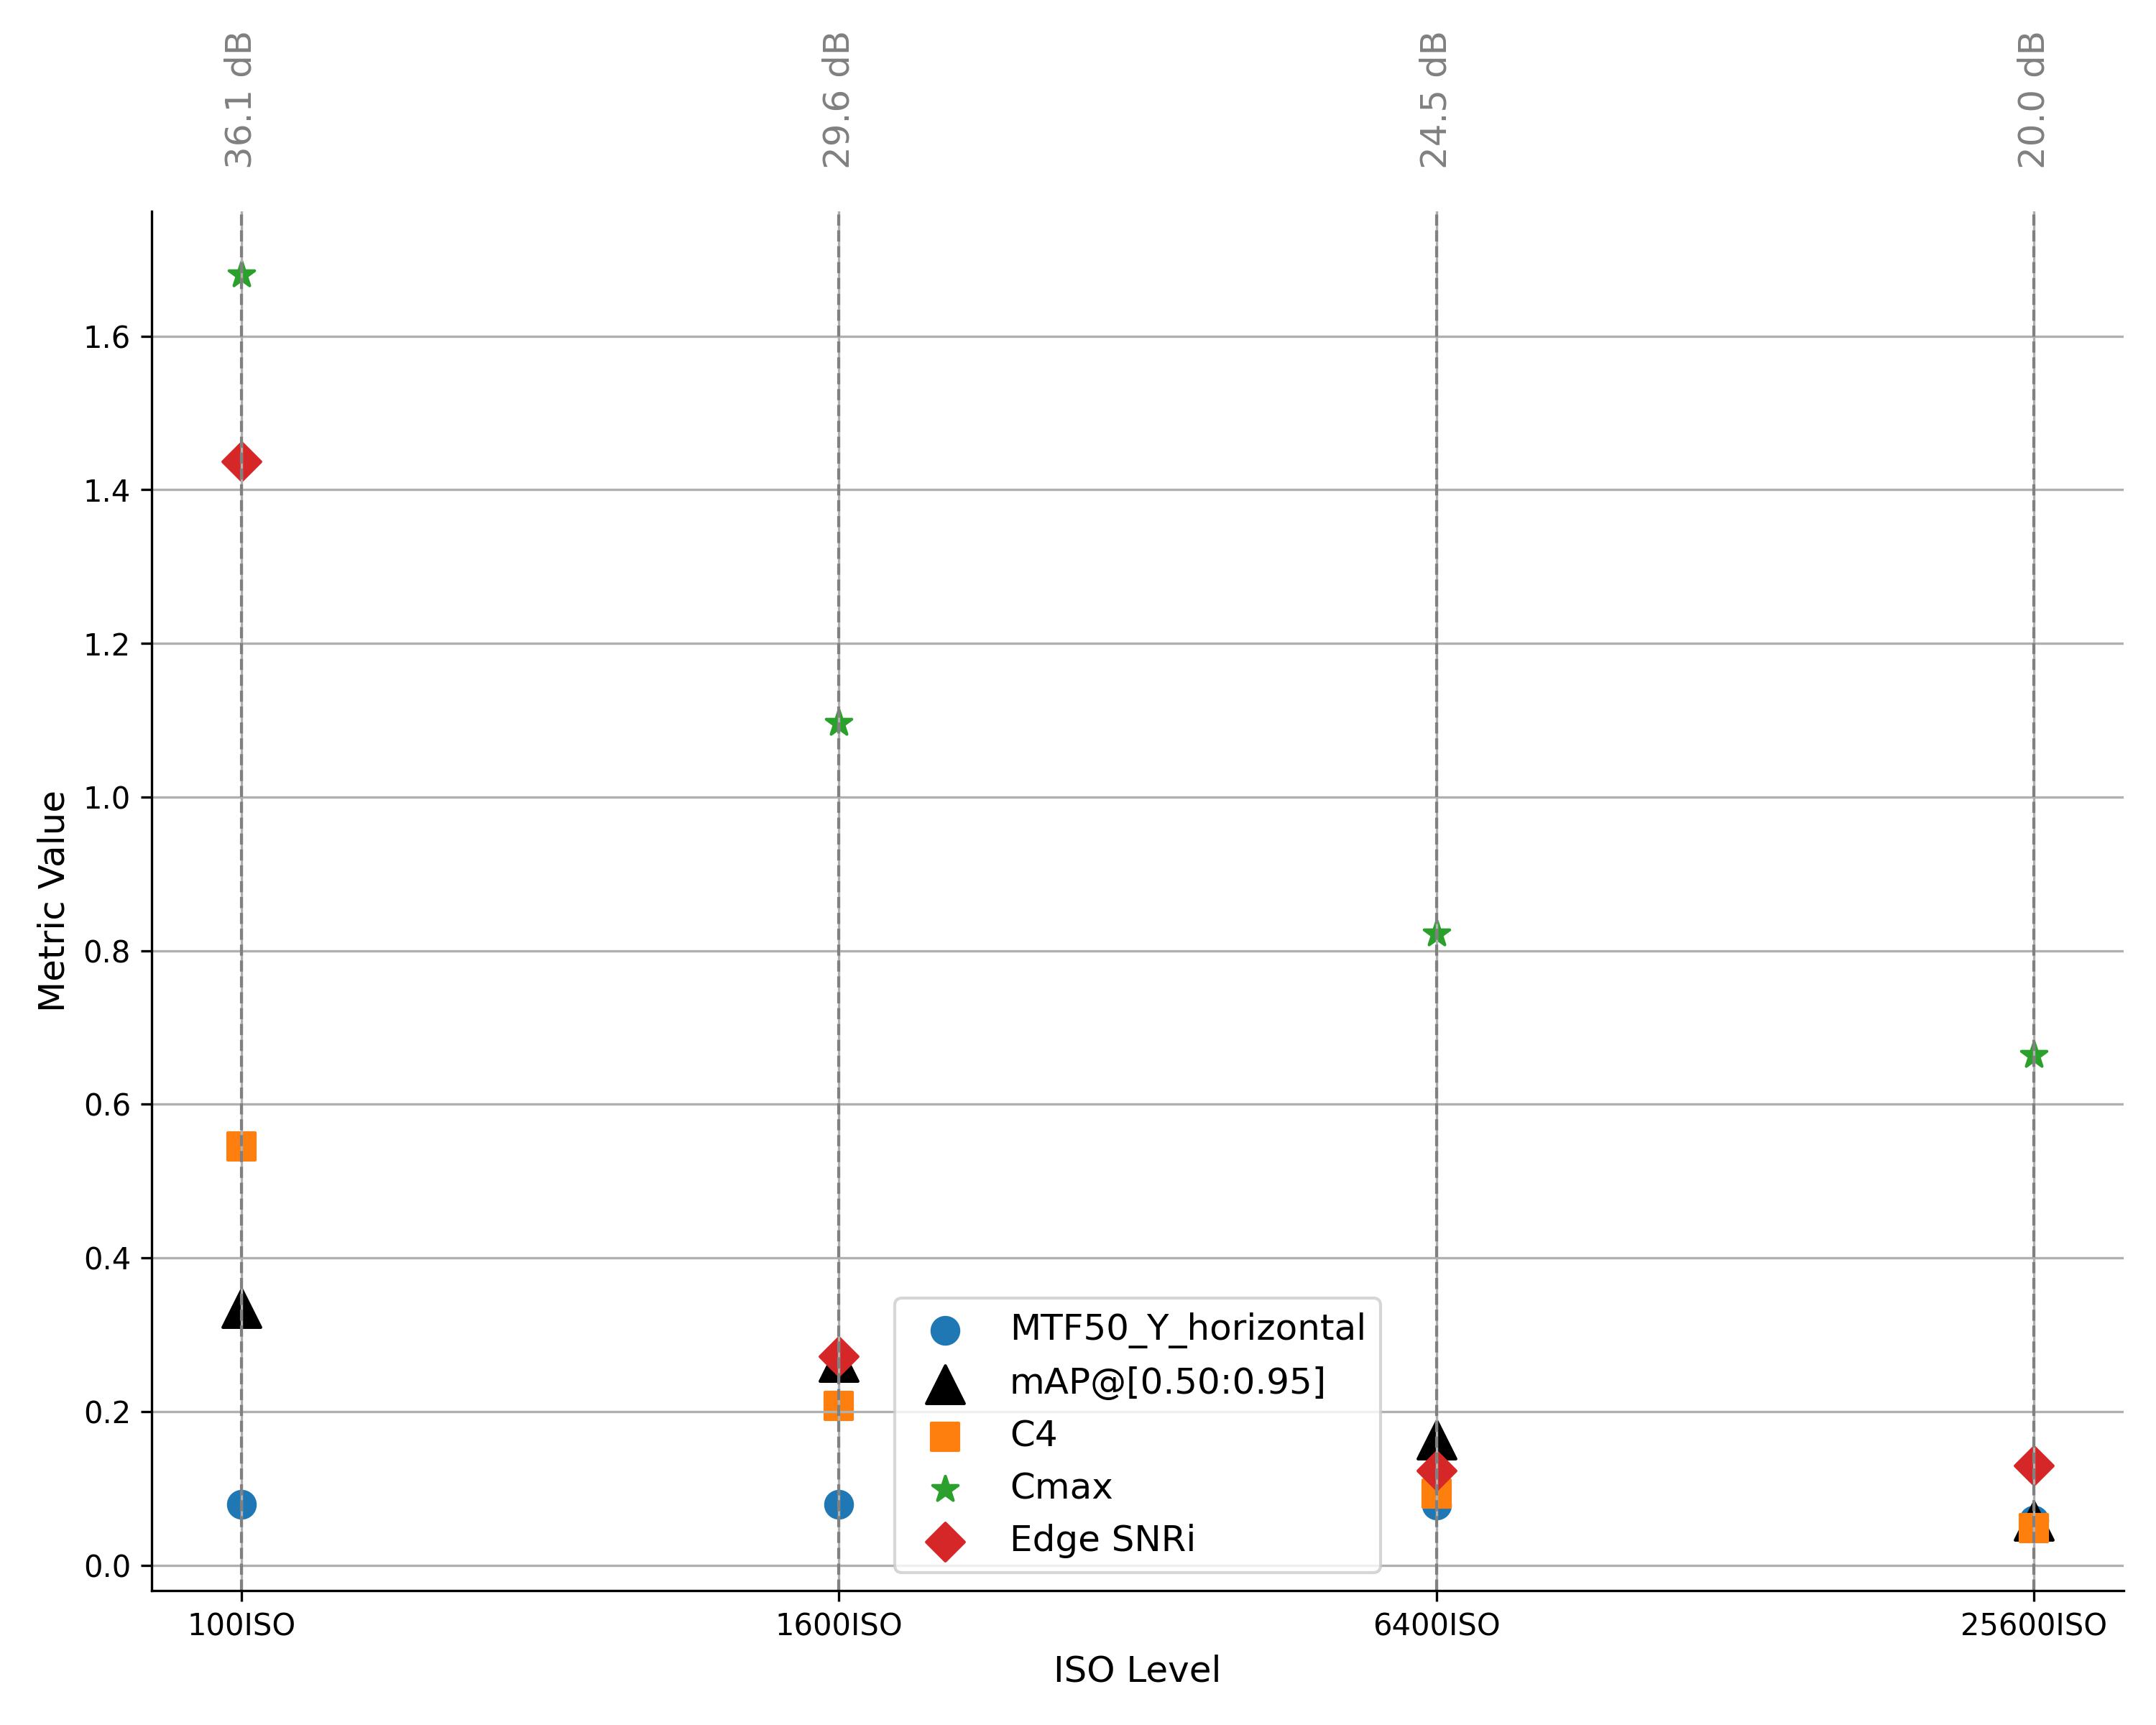 36.1 dB
29.6 dB
24.5 dB
20.0 dB
Metric Value
1.6
1.4
1.2
1.0
0.8
0.6
0.4
0.2
0.0
MTF50_Y_horizontal
mAP@[0.50:0.95]
C4
Cmax
Edge SNRi
100ISO
1600ISO
6400ISO
25600ISO
ISO Level